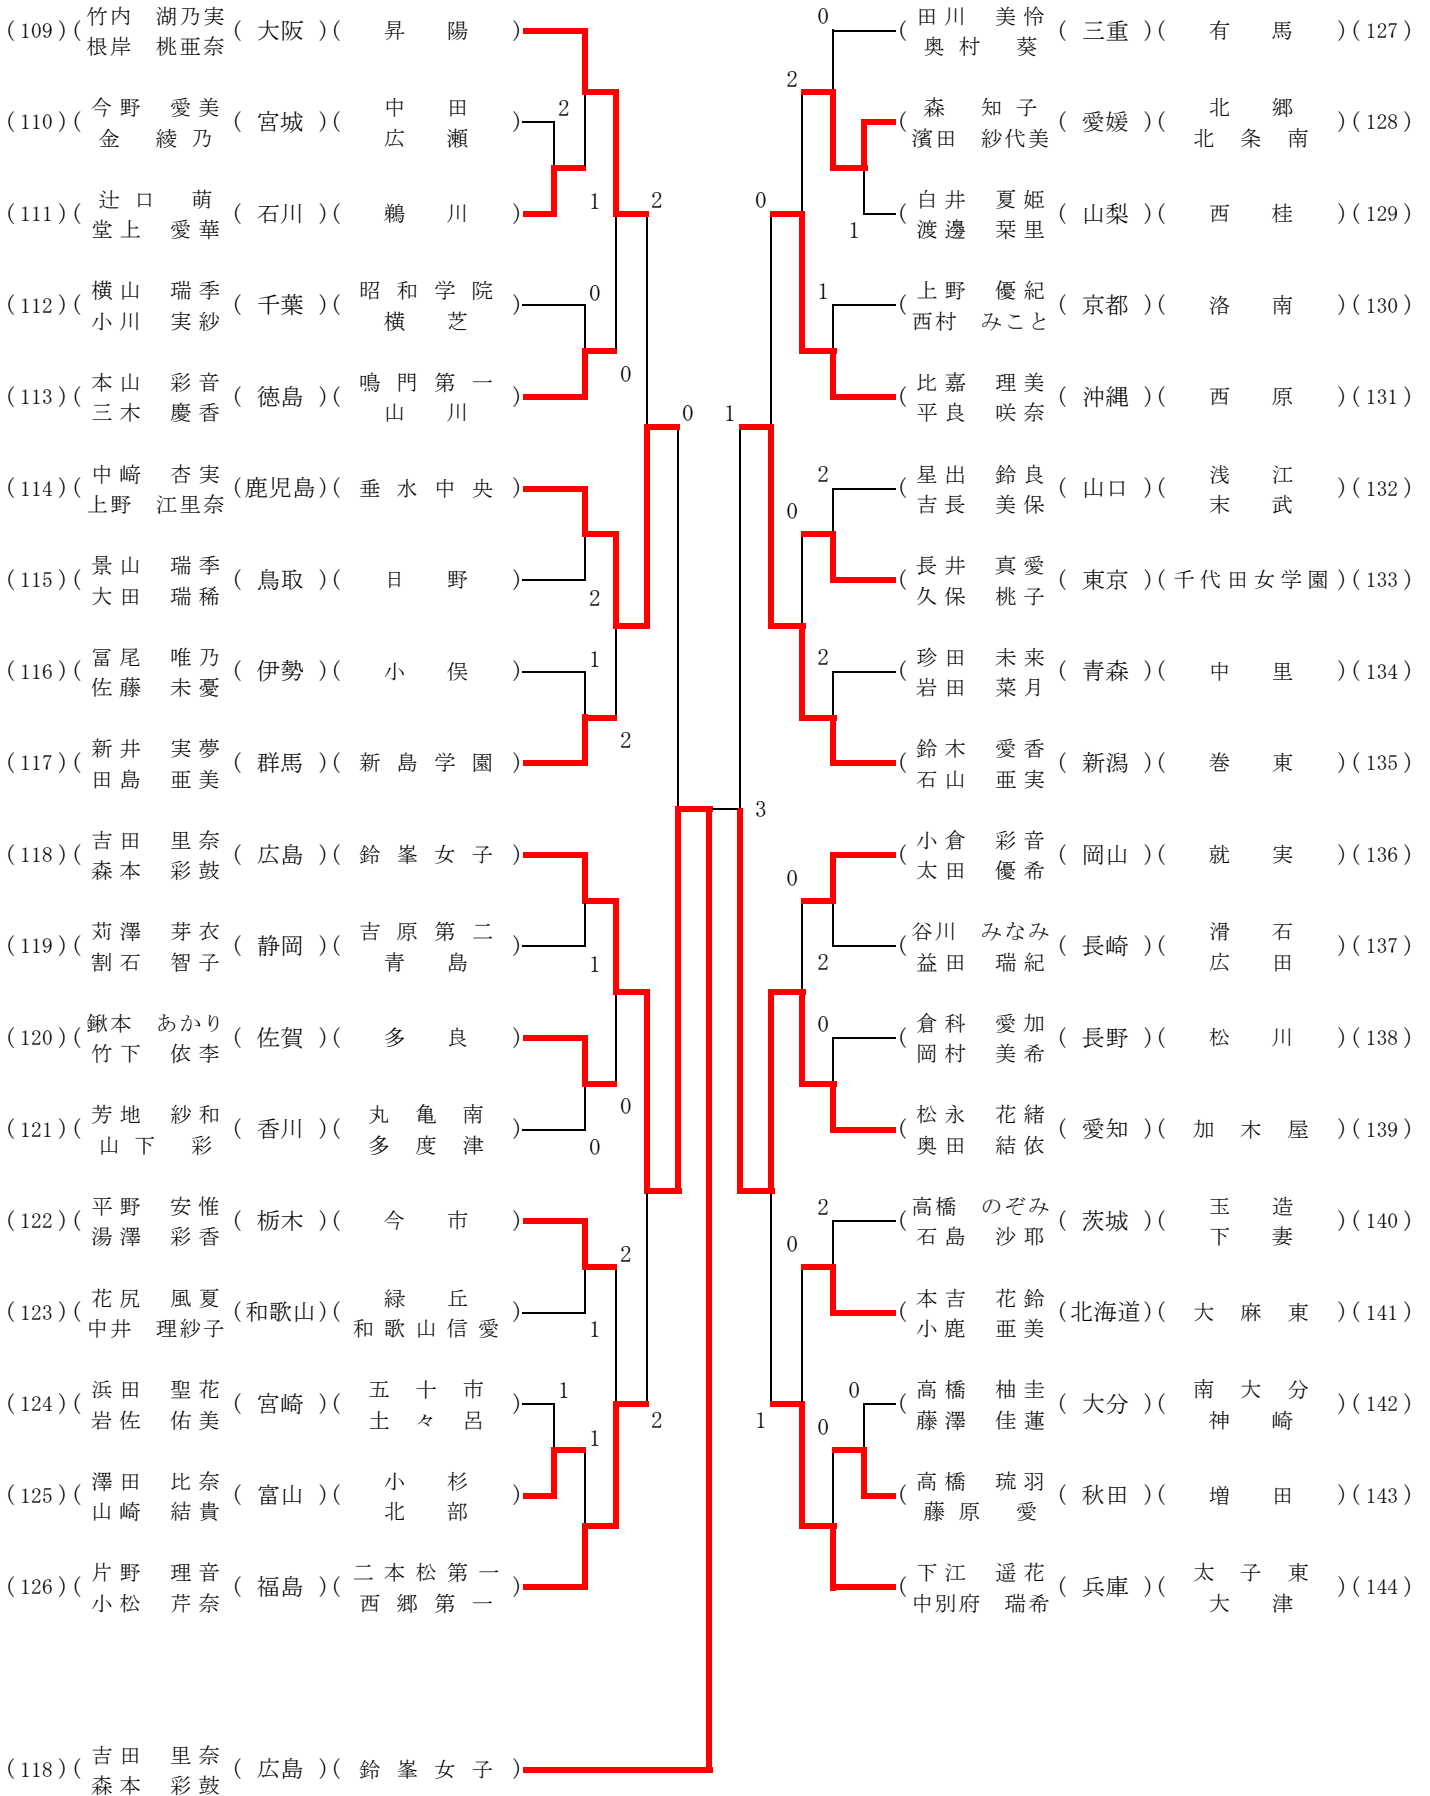 (109) ( 竹内 湖乃実 ( 大阪 ) ( 昇陽 )
根岸 桃亜奈
(110) ( 今野 愛美 ( 宮城 ) ( 中田 )
金 綾乃 広瀬
(111) ( 辻口 萌 ( 石川 ) ( 鵜川 )
堂上 愛華
(112) ( 横山 瑞季 ( 千葉 ) ( 昭和学院 )
小川 実紗 横芝
(113) ( 本山 彩音 ( 徳島 ) ( 鳴門第一 )
三木 慶香 山川
(114) ( 中﨑 杏実 (鹿児島) ( 垂水中央 )
上野 江里奈
(115) ( 景山 瑞季 ( 鳥取 ) ( 日野 )
大田 瑞稀
(116) ( 冨尾 唯乃 ( 伊勢 ) ( 小俣 )
佐藤 未憂
(117) ( 新井 実夢 ( 群馬 ) ( 新島学園 )
田島 亜美
(118) ( 吉田 里奈 ( 広島 ) ( 鈴峯女子 )
森本 彩鼓
(119) ( 苅澤 芽衣 ( 静岡 ) ( 吉原第二 )
割石 智子 青島
(120) ( 鍬本 あかり ( 佐賀 ) ( 多良 )
竹下 依李
(121) ( 芳地 紗和 ( 香川 ) ( 丸亀南 )
山下 彩 多度津
(122) ( 平野 安惟 ( 栃木 ) ( 今市 )
湯澤 彩香
(123) ( 花尻 風夏 (和歌山) ( 緑丘 )
中井 理紗子 和歌山信愛
(124) ( 浜田 聖花 ( 宮崎 ) ( 五十市 )
岩佐 佑美 土々呂
(125) ( 澤田 比奈 ( 富山 ) ( 小杉 )
山崎 結貴 北部
(126) ( 片野 理音 ( 福島 ) ( 二本松第一 )
小松 芹奈 西郷第一
(118) ( 吉田 里奈 ( 広島 ) ( 鈴峯女子 )
森本 彩鼓
2
1
2
0
0
0
2
1
2
1
0
0
2
1
1
1
2
0
2
0
1
1
2
0
2
1
3
0
2
0
2
0
0
1
0
( 田川 美怜 ( 三重 ) ( 有馬 ) (127)
奥村 葵
( 森 知子 ( 愛媛 ) ( 北郷 ) (128)
濱田 紗代美 北条南
( 白井 夏姫 ( 山梨 ) ( 西桂 ) (129)
渡邊 栞里
( 上野 優紀 ( 京都 ) ( 洛南 ) (130)
西村 みこと
( 比嘉 理美 ( 沖縄 ) ( 西原 ) (131)
平良 咲奈
( 星出 鈴良 ( 山口 ) ( 浅江 ) (132)
吉長 美保 末武
( 長井 真愛 ( 東京 ) ( 千代田女学園 ) (133)
久保 桃子
( 珍田 未来 ( 青森 ) ( 中里 ) (134)
岩田 菜月
( 鈴木 愛香 ( 新潟 ) ( 巻東 ) (135)
石山 亜実
( 小倉 彩音 ( 岡山 ) ( 就実 ) (136)
太田 優希
( 谷川 みなみ ( 長崎 ) ( 滑石 ) (137)
益田 瑞紀 広田
( 倉科 愛加 ( 長野 ) ( 松川 ) (138)
岡村 美希
( 松永 花緒 ( 愛知 ) ( 加木屋 ) (139)
奥田 結依
( 高橋 のぞみ ( 茨城 ) ( 玉造 ) (140)
石島 沙耶 下妻
( 本吉 花鈴 (北海道) ( 大麻東 ) (141)
小鹿 亜美
( 高橋 柚圭 ( 大分 ) ( 南大分 ) (142)
藤澤 佳蓮 神崎
( 高橋 琉羽 ( 秋田 ) ( 増田 ) (143)
藤原 愛
( 下江 遥花 ( 兵庫 ) ( 太子東 ) (144)
中別府 瑞希 大津